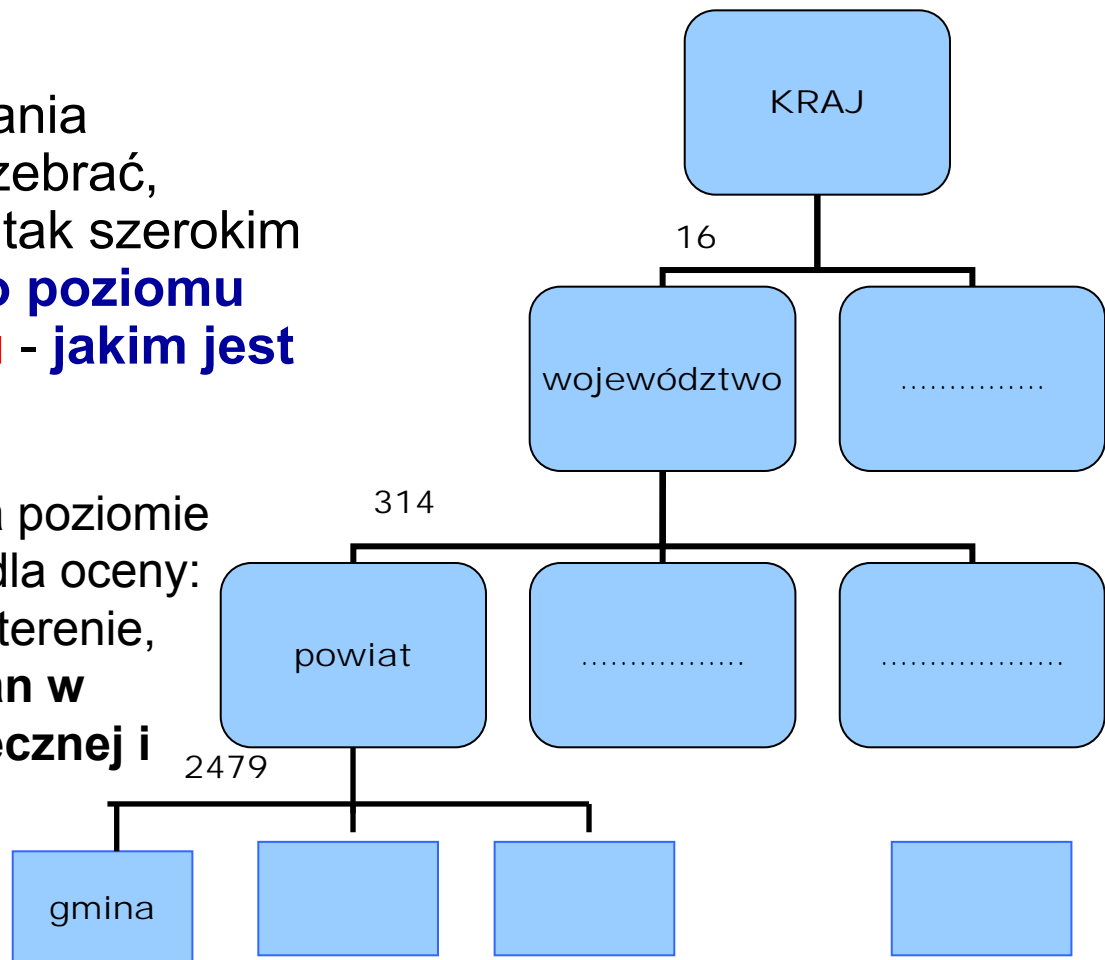 ania
zebrać,
tak szerokim
o poziomu
- jakim jest
a poziomie
dla oceny:
terenie,
an w
ecznej i
KRAJ
16
województwo
...............
314
powiat
.................
...................
2479
gmina